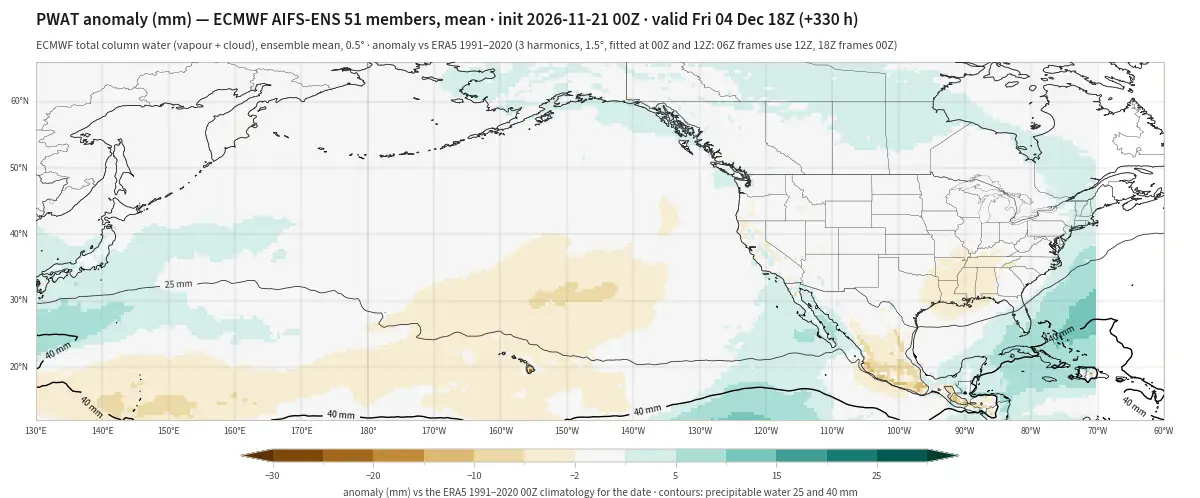 PWAT anomaly (mm) — ECMWF AIFS-ENS 51 members, mean · init 2026-11-21 00Z · valid Fri 04 Dec 18Z (+330 h)
ECMWF total column water (vapour + cloud), ensemble mean, 0.5° · anomaly vs ERA5 1991–2020 (3 harmonics, 1.5°, fitted at 00Z and 12Z: 06Z frames use 12Z, 18Z frames 00Z)
60°N
50°N
40°N
30°N
20°N
25 mm
40 mm
40 mm
40 mm
40 mm
40 mm
40 mm
130°E 140°E 150°E 160°E 170°E 180° 170°W 160°W 150°W 140°W 130°W 120°W 110°W 100°W 90°W 80°W 70°W 60°W
−30 −20 −10 −2 5 15 25
anomaly (mm) vs the ERA5 1991–2020 00Z climatology for the date · contours: precipitable water 25 and 40 mm